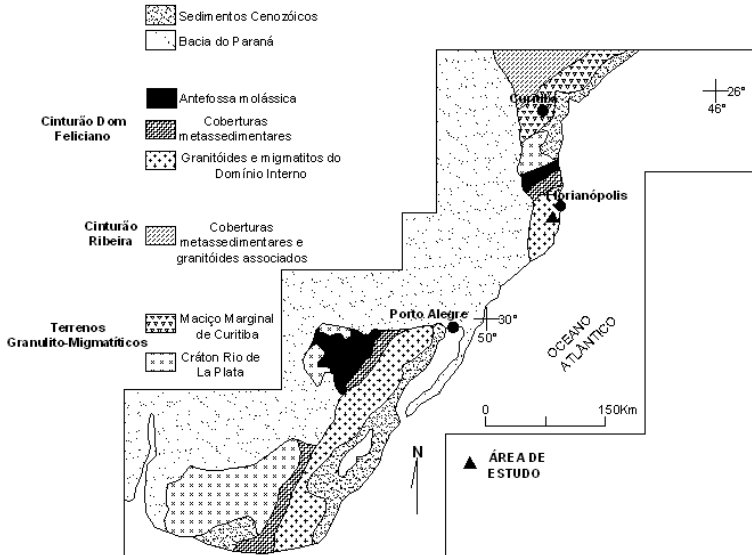 Sedimentos Cenozóicos
Bacia do Paraná
Cinturão Dom
Feliciano
Antefossa molássica
Coberturas
metassedimentares
Granitóides e migmatitos do
Domínio Interno
Cinturão
Ribeira
Coberturas
metassedimentares e
granitóides associados
Terrenos
Granulito-Migmatíticos
Maciço Marginal
de Curitiba
Cráton Rio de
La Plata
Curitiba
26°
46°
Florianópolis
Porto Alegre
30°
50°
OCEANO
ATLÂNTICO
0
150Km
N
ÁREA DE
ESTUDO